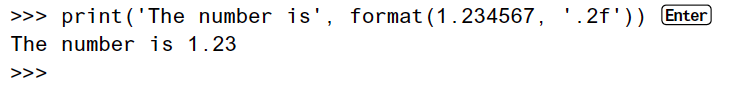 >>> print('The number is', format(1.234567, '.2f')) Enter
The number is 1.23
>>>